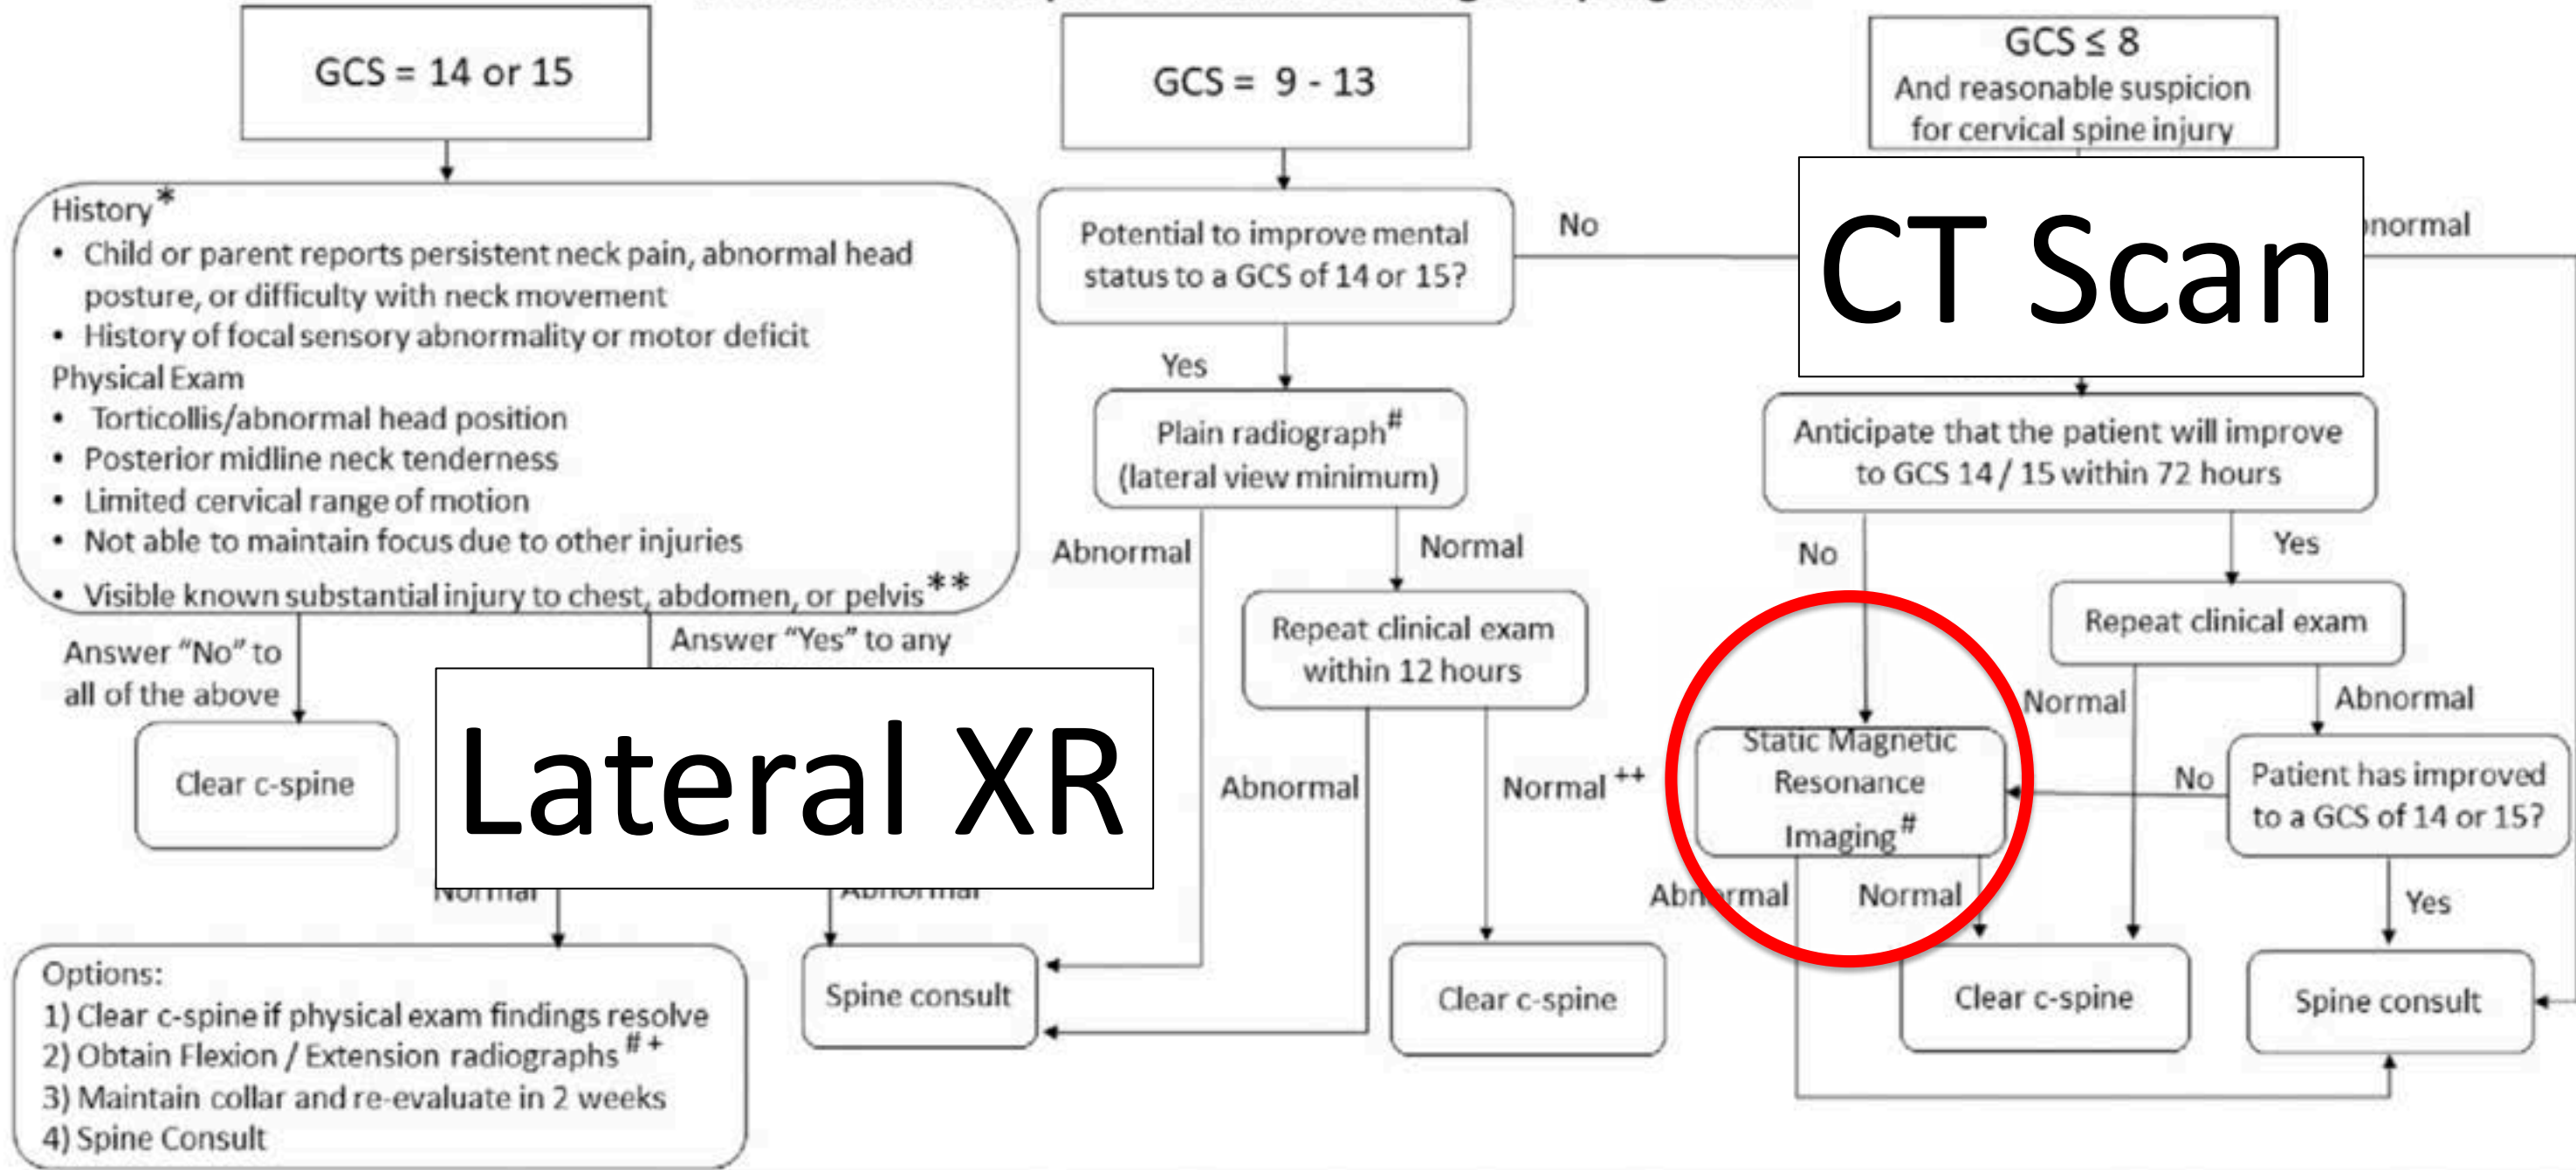 GCS = 14 or 15
History*
• Child or parent reports persistent neck pain, abnormal head
posture, or difficulty with neck movement
• History of focal sensory abnormality or motor deficit
Physical Exam
• Torticollis/abnormal head position
• Posterior midline neck tenderness
• Limited cervical range of motion
• Not able to maintain focus due to other injuries
• Visible known substantial injury to chest, abdomen, or pelvis**
Answer "No" to
all of the above
Answer "Yes" to any
Clear c-spine
Lateral XR
Normal
Abnormal
Options:
1) Clear c-spine if physical exam findings resolve
2) Obtain Flexion / Extension radiographs # +
3) Maintain collar and re-evaluate in 2 weeks
4) Spine Consult
Spine consult
GCS = 9 - 13
Potential to improve mental
status to a GCS of 14 or 15?
No
Yes
Plain radiograph#
(lateral view minimum)
Abnormal
Normal
Repeat clinical exam
within 12 hours
Abnormal
Normal ++
Clear c-spine
GCS ≤ 8
And reasonable suspicion
for cervical spine injury
CT Scan
Anticipate that the patient will improve
to GCS 14 / 15 within 72 hours
No
Yes
Repeat clinical exam
Normal
Abnormal
Static Magnetic
Resonance
Imaging#
No
Patient has improved
to a GCS of 14 or 15?
Abnormal
Normal
Yes
Clear c-spine
Spine consult